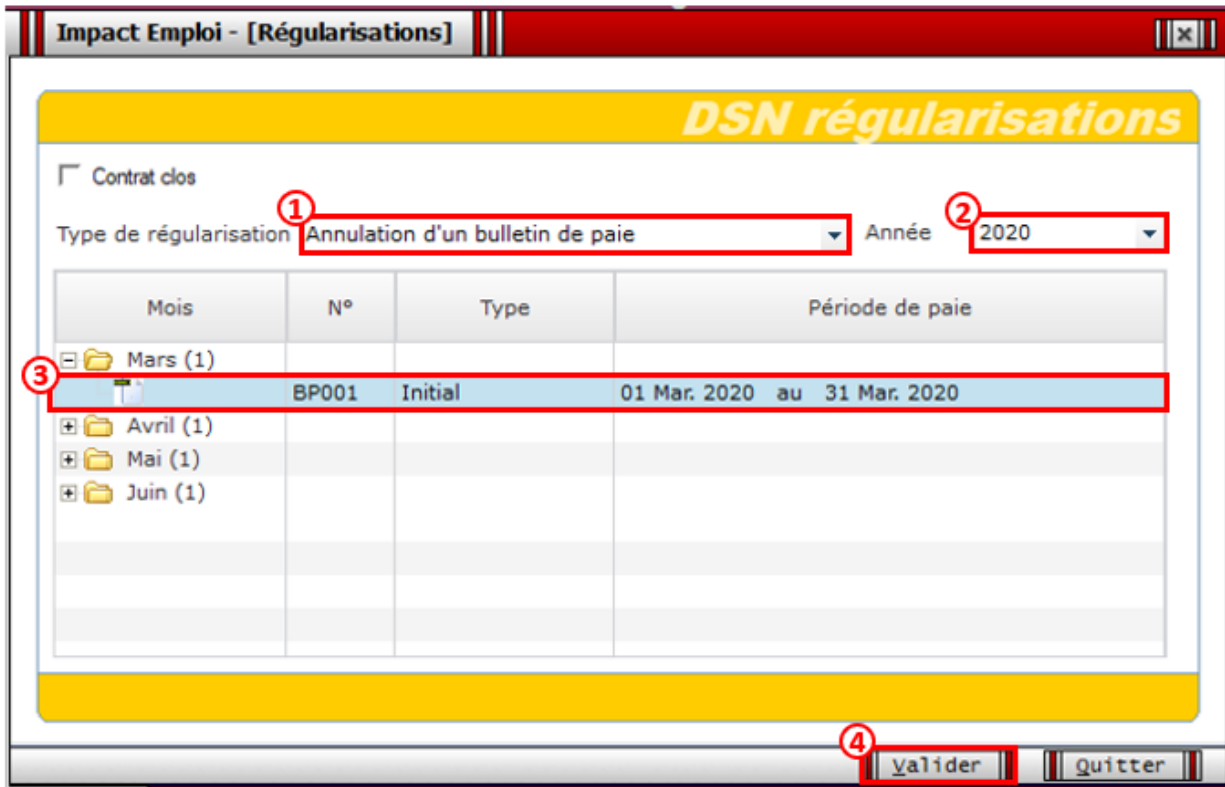 Impact Emploi - [Régularisations]
DSN régularisations
Contrat clos
1 2
Type de régularisation Annulation d'un bulletin de paie Année 2020
Mois N° Type Période de paie
Mars (1)
3
BP001 Initial 01 Mar. 2020 au 31 Mar. 2020
Avril (1)
Mai (1)
Juin (1)
4
Valider Quitter